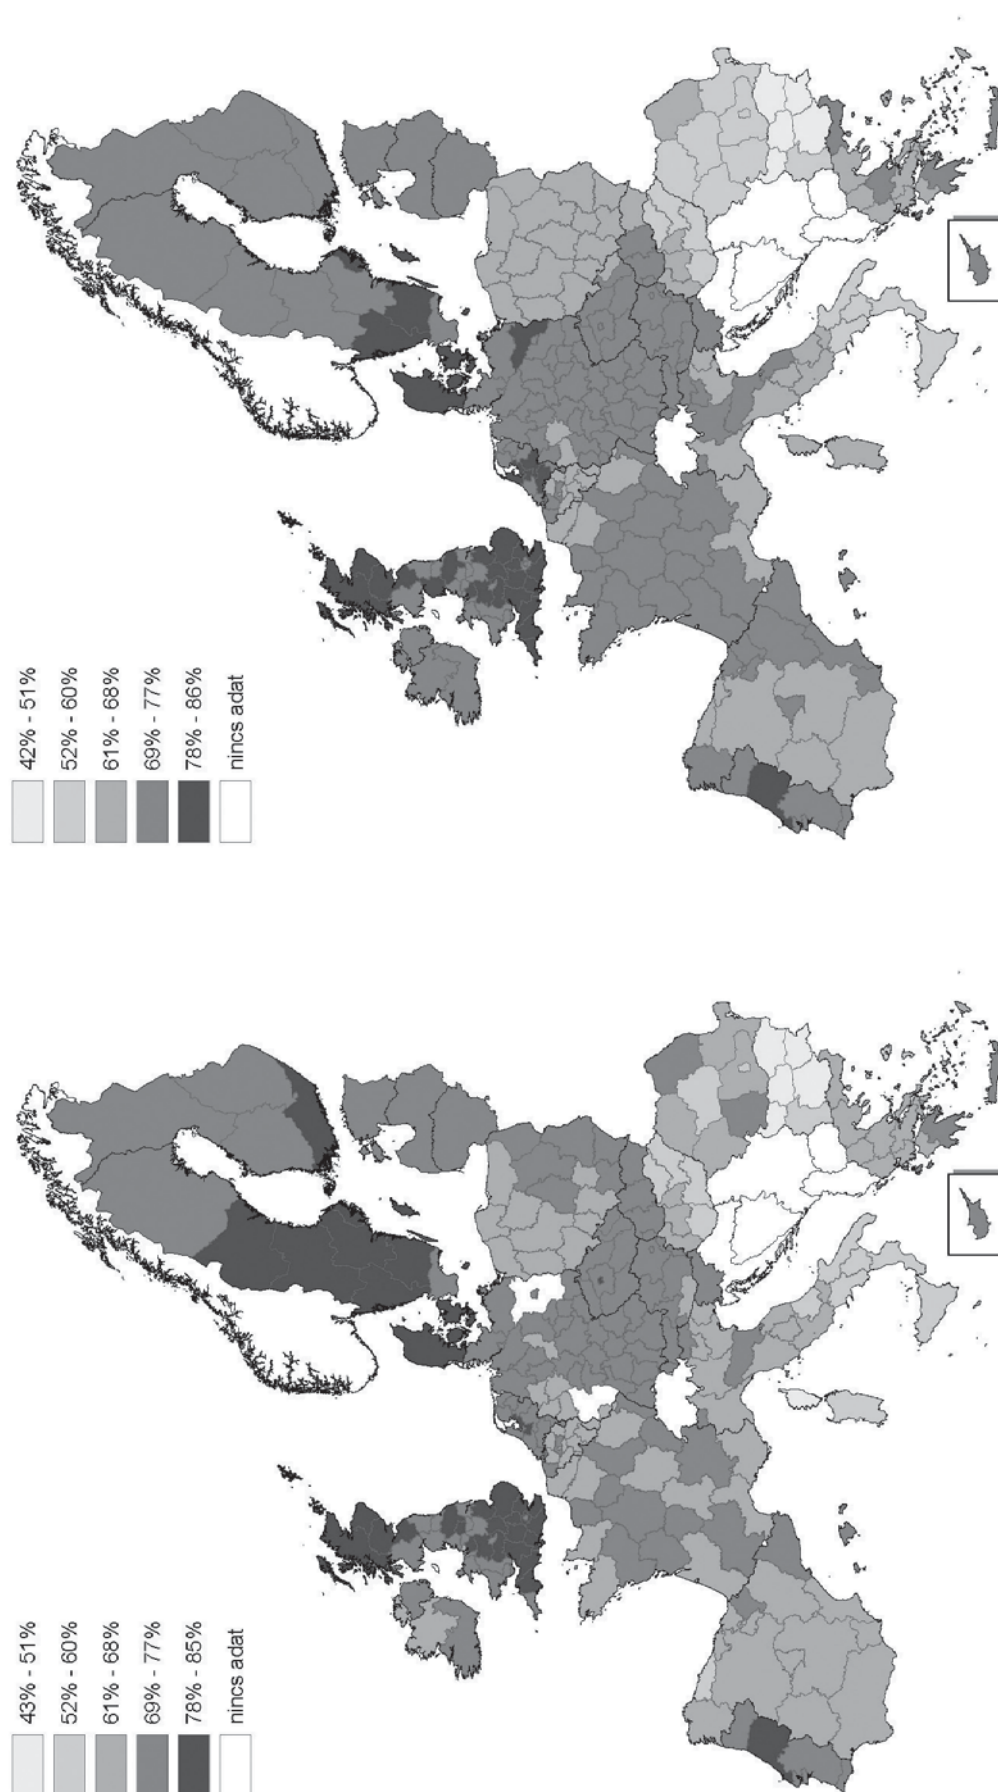 43% - 51%
52% - 60%
61% - 68%
69% - 77%
78% - 85%
nincs adat
42% - 51%
52% - 60%
61% - 68%
69% - 77%
78% - 86%
nincs adat